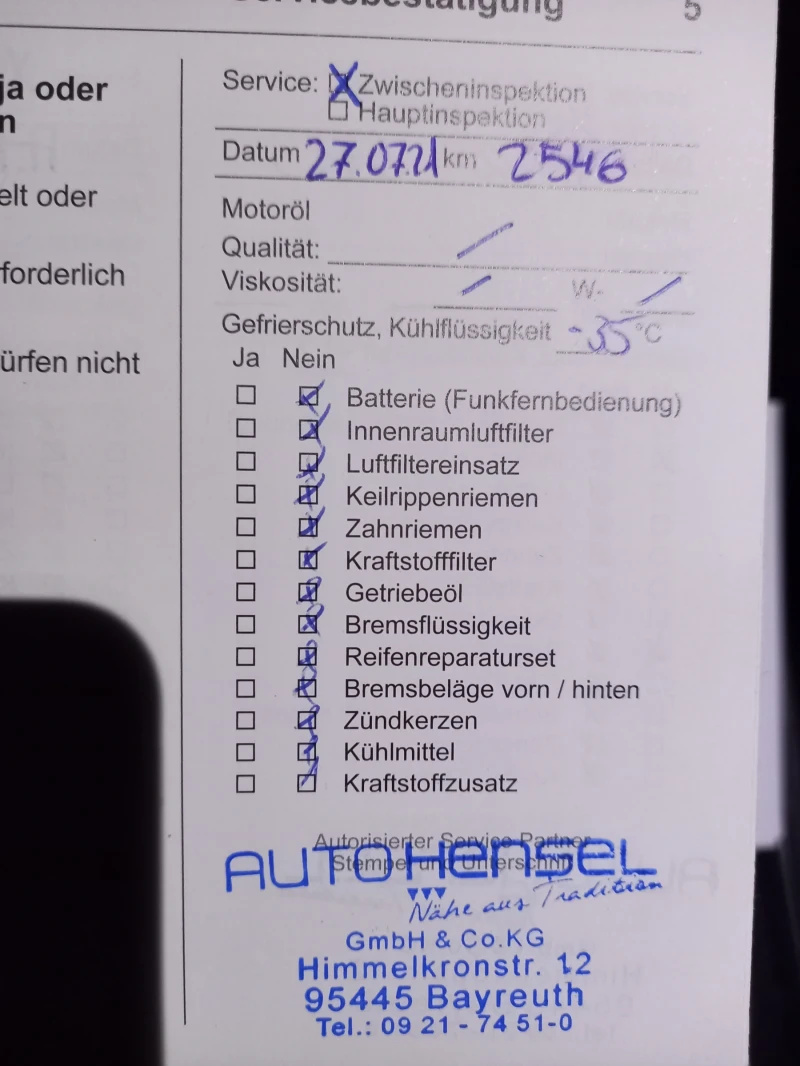 5
ja oder
n
elt oder
forderlich
ürfen nicht
Service: Zwischeninspektion
Hauptinspektion
Datum 27.07.21 km 2546
Motoröl
Qualität: /
Viskosität: / W- /
Gefrierschutz, Kühlflüssigkeit -35 °C
Ja Nein
Batterie (Funkfernbedienung)
Innenraumluftfilter
Luftfiltereinsatz
Keilrippenriemen
Zahnriemen
Kraftstofffilter
Getriebeöl
Bremsflüssigkeit
Reifenreparaturset
Bremsbeläge vorn / hinten
Zündkerzen
Kühlmittel
Kraftstoffzusatz
Autorisierter Service Partner
Stempel und Unterschrift
AUTO HENSEL
Nähe aus Tradition
GmbH & Co.KG
Himmelkronstr. 12
95445 Bayreuth
Tel.: 09 21 - 74 51-0